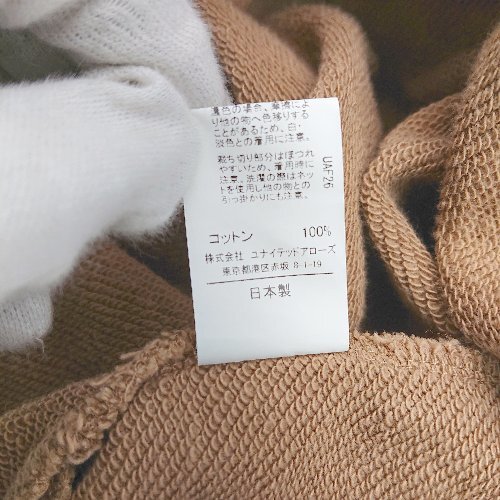 濃色の場合、摩擦によ
り他の物へ色移りする
ことがあるため、白・
淡色との着用に注意。
裁ち切り部分はほつれ
やすいため、着用時に
注意。洗濯の際はネッ
トを使用し他の物との
引っ掛かりにも注意。
UAF26
コットン 100%
株式会社 ユナイテッドアローズ
東京都港区赤坂 8-1-19
日本製